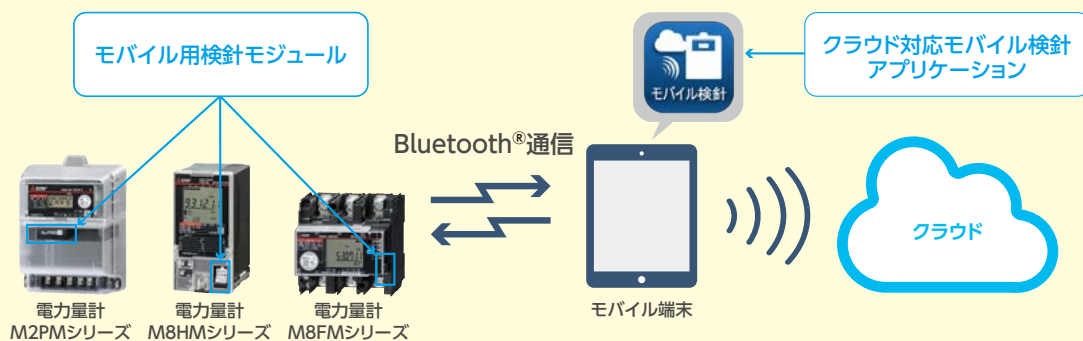 モバイル用検針モジュール
モバイル検針
クラウド対応モバイル検針
アプリケーション
Bluetooth®通信
クラウド
電力量計
M2PMシリーズ
電力量計
M8HMシリーズ
電力量計
M8FMシリーズ
モバイル端末